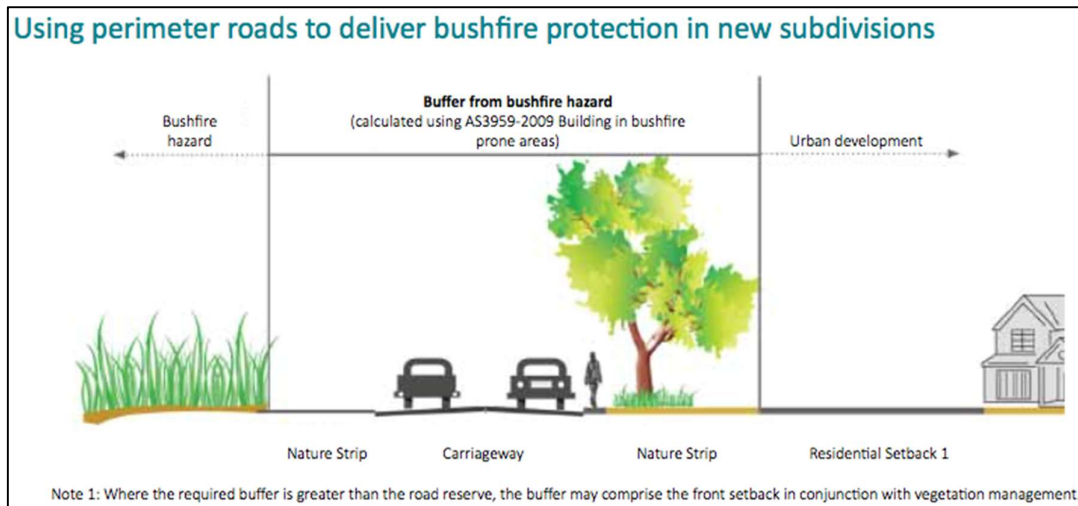 Using perimeter roads to deliver bushfire protection in new subdivisions
Buffer from bushfire hazard
(calculated using AS3959-2009 Building in bushfire
prone areas)
Bushfire
hazard
Urban development
Nature Strip
Carriageway
Nature Strip
Residential Setback 1
Note 1: Where the required buffer is greater than the road reserve, the buffer may comprise the front setback in conjunction with vegetation management